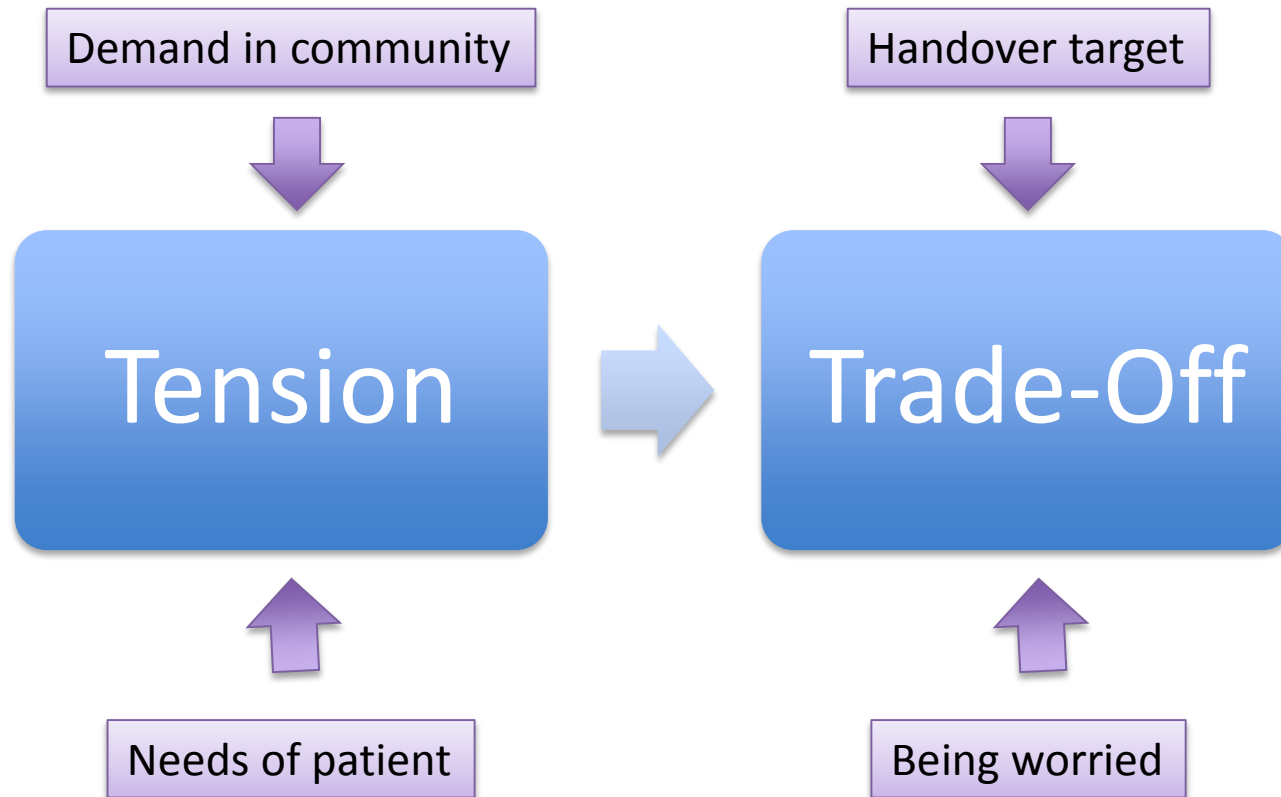 Demand in community
Handover target
Tension
Trade-Off
Needs of patient
Being worried